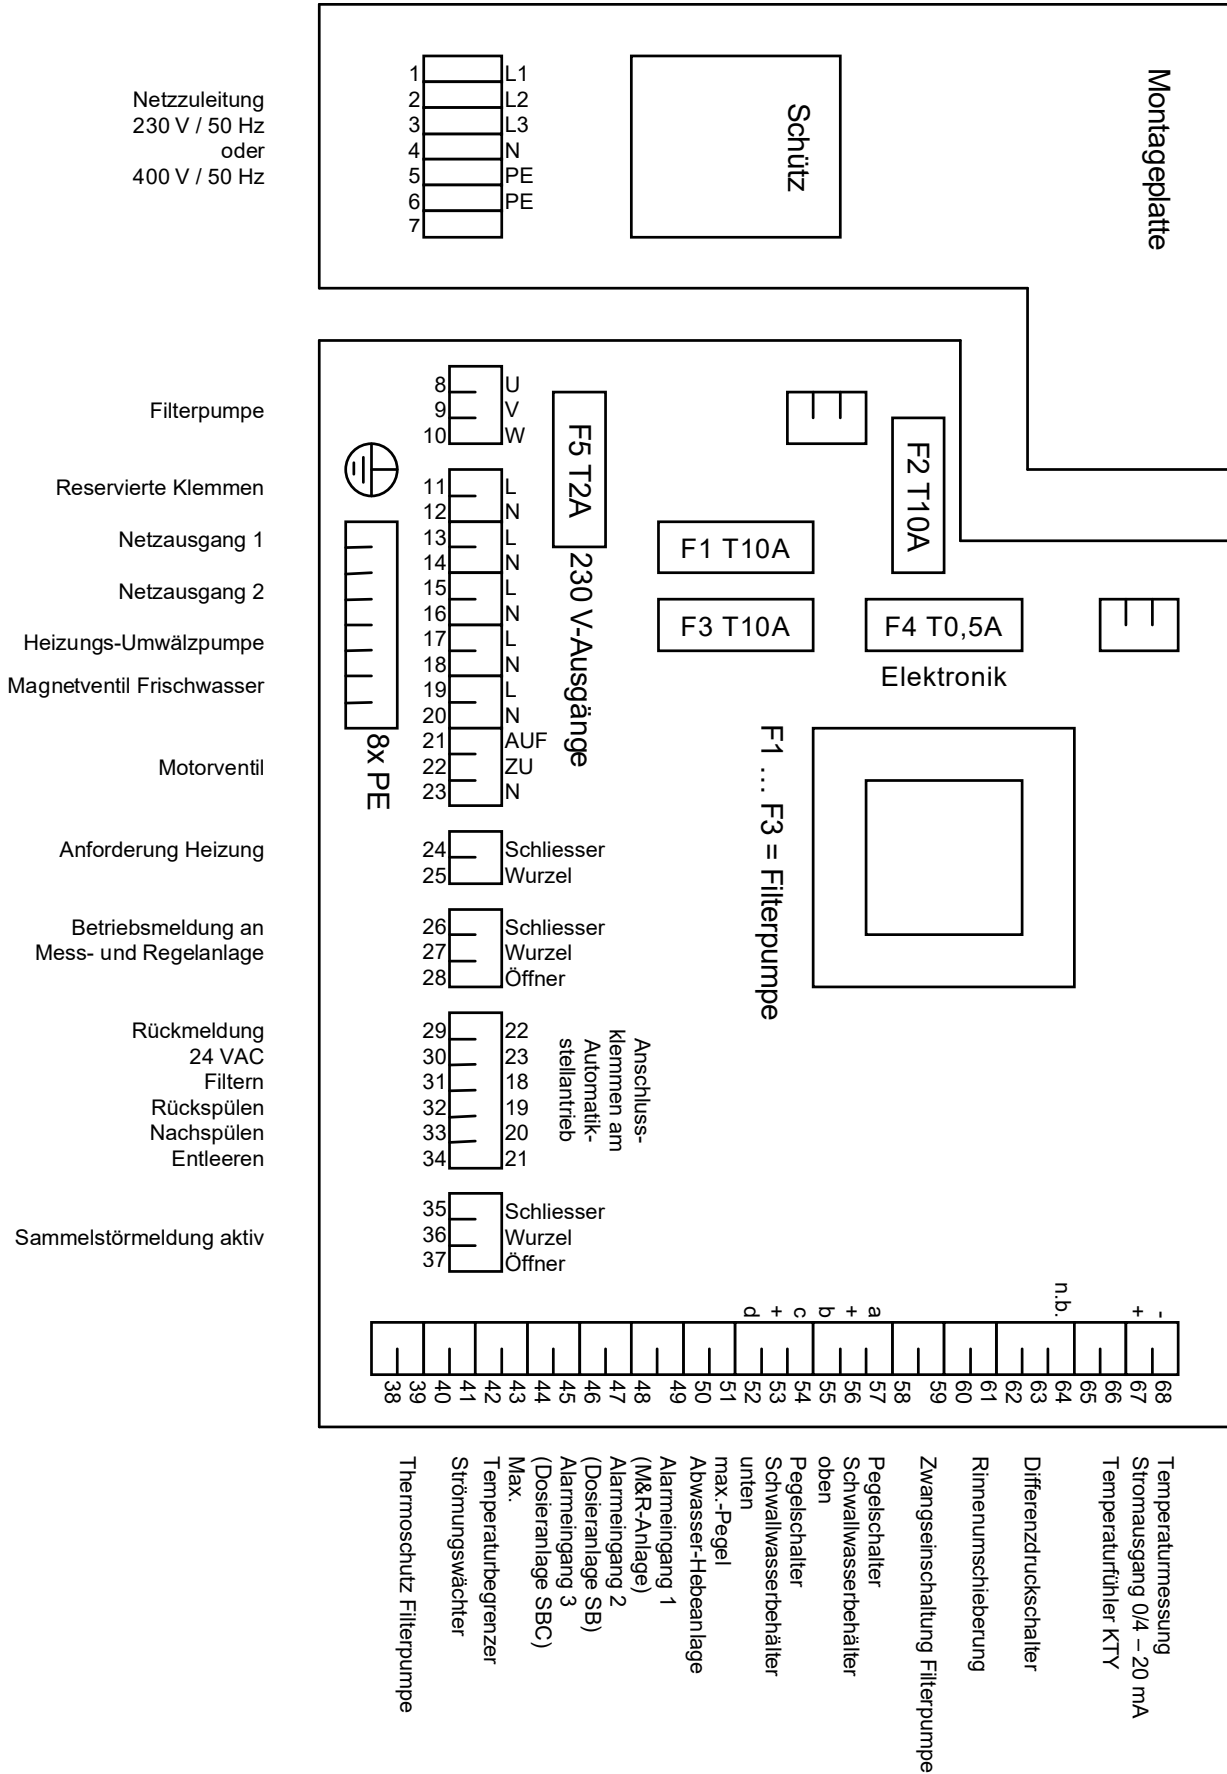 Netzzuleitung
230 V / 50 Hz
oder
400 V / 50 Hz
1 L1
2 L2
3 L3
4 N
5 PE
6 PE
7
Schütz
Montageplatte
Filterpumpe
8 U
9 V
10 W
Reservierte Klemmen
11 L
12 N
Netzausgang 1
13 L
14 N
Netzausgang 2
15 L
16 N
Heizungs-Umwälzpumpe
17 L
18 N
Magnetventil Frischwasser
19 L
20 N
Motorventil
21 AUF
22 ZU
23 N
8x PE
F5 T2A
230 V-Ausgänge
F1 T10A
F2 T10A
F3 T10A
F4 T0,5A
Elektronik
F1 … F3 = Filterpumpe
Anforderung Heizung
24 Schliesser
25 Wurzel
Betriebsmeldung an
Mess- und Regelanlage
26 Schliesser
27 Wurzel
28 Öffner
Rückmeldung 29 22
24 VAC 30 23
Filtern 31 18
Rückspülen 32 19
Nachspülen 33 20
Entleeren 34 21
Anschluss-
klemmen am
Automatik-
stellantrieb
Sammelstörmeldung aktiv
35 Schliesser
36 Wurzel
37 Öffner
d + c b + a n.b. + -
38 39 40 41 42 43 44 45 46 47 48 49 50 51 52 53 54 55 56 57 58 59 60 61 62 63 64 65 66 67 68
Temperaturmessung
Stromausgang 0/4 – 20 mA
Temperaturfühler KTY
Differenzdruckschalter
Rinnenumschieberung
Zwangseinschaltung Filterpumpe
Pegelschalter
Schwallwasserbehälter
oben
Pegelschalter
Schwallwasserbehälter
unten
max.-Pegel
Abwasser-Hebeanlage
Alarmeingang 1
(M&R-Anlage)
Alarmeingang 2
(Dosieranlage SB)
Alarmeingang 3
(Dosieranlage SBC)
Max.
Temperaturbegrenzer
Strömungswächter
Thermoschutz Filterpumpe